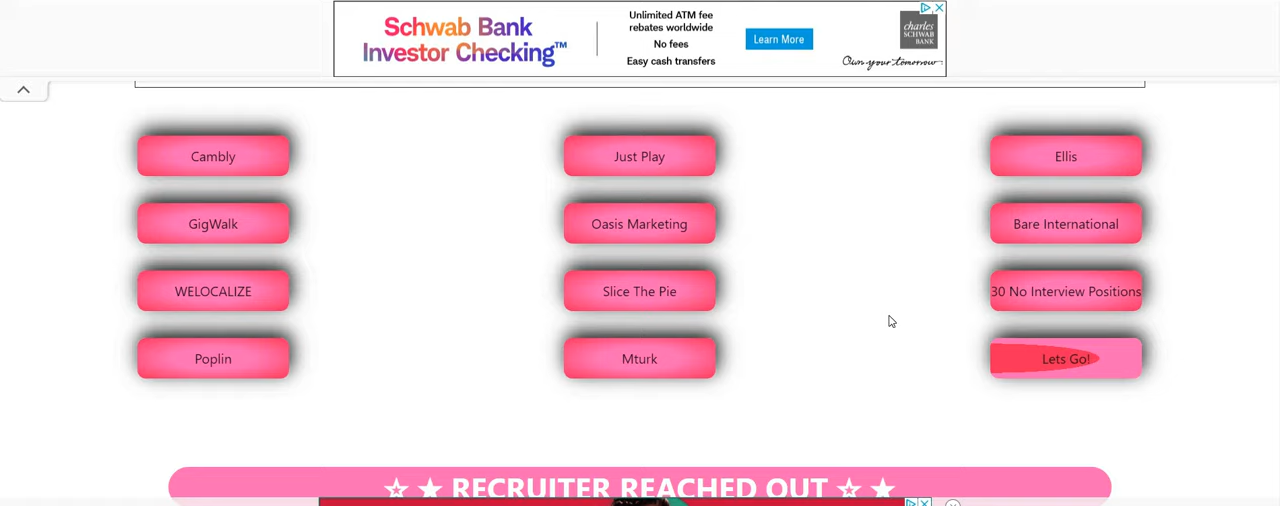 Schwab Bank
Investor Checking™
Unlimited ATM fee
rebates worldwide
No fees
Easy cash transfers
Learn More
charles
SCHWAB
BANK
Own your tomorrow
Cambly
Just Play
Ellis
GigWalk
Oasis Marketing
Bare International
WELOCALIZE
Slice The Pie
30 No Interview Positions
Poplin
Mturk
Lets Go!
☆ ★ RECRUITER REACHED OUT ☆ ★